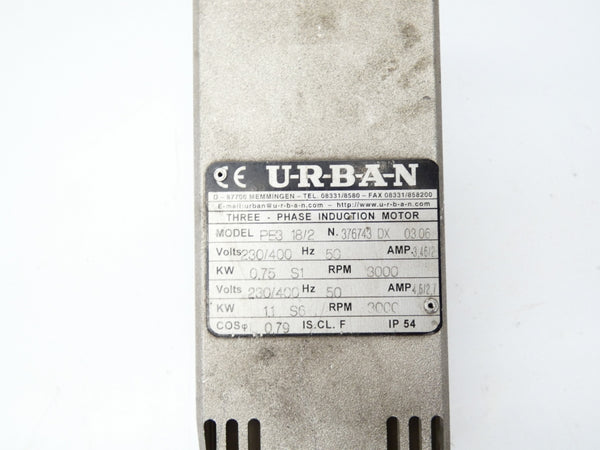 CE U-R-B-A-N
D - 87700 MEMMINGEN – TEL. 08331/8580 – FAX 08331/858200
E-mail:urban@u-r-b-a-n.com – http://www.u-r-b-a-n.com
THREE - PHASE INDUCTION MOTOR
MODEL PE3 18/2 N. 376743 DX 03.06
Volts 230/400 Hz 50 AMP. 3,45/2
KW 0,75 S1 RPM 3000
Volts 230/400 Hz 50 AMP. 4,6/2,7
KW 1,1 S6 RPM 3000
COSφ 0,79 IS.CL. F IP 54